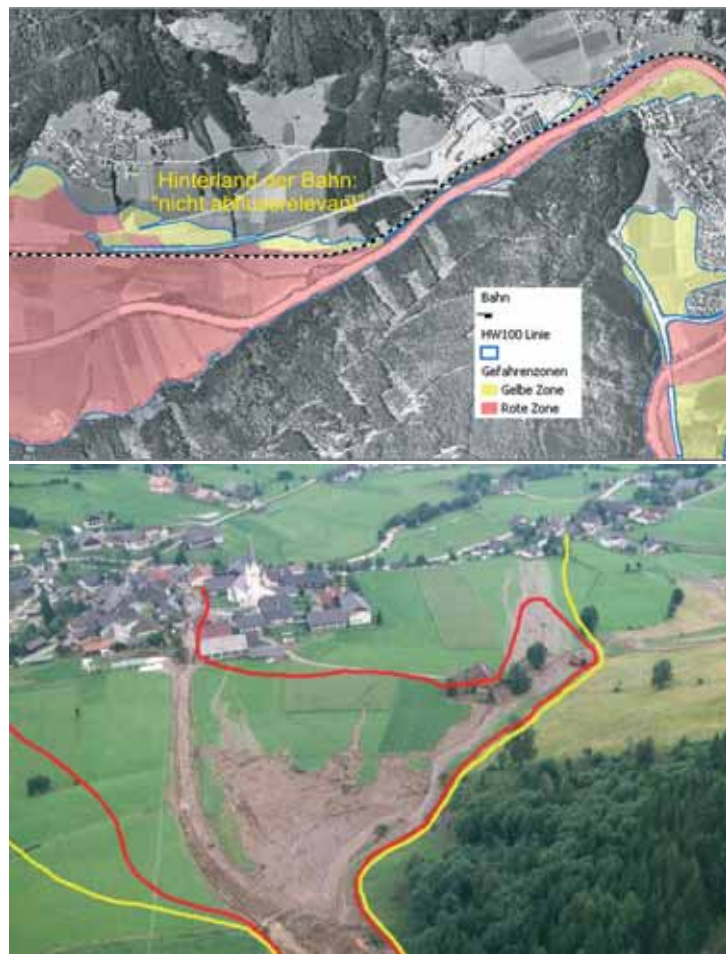 Hinterland der Bahn:
"nicht abflussrelevant"
Bahn
HW100 Linie
Gefahrenzonen
Gelbe Zone
Rote Zone